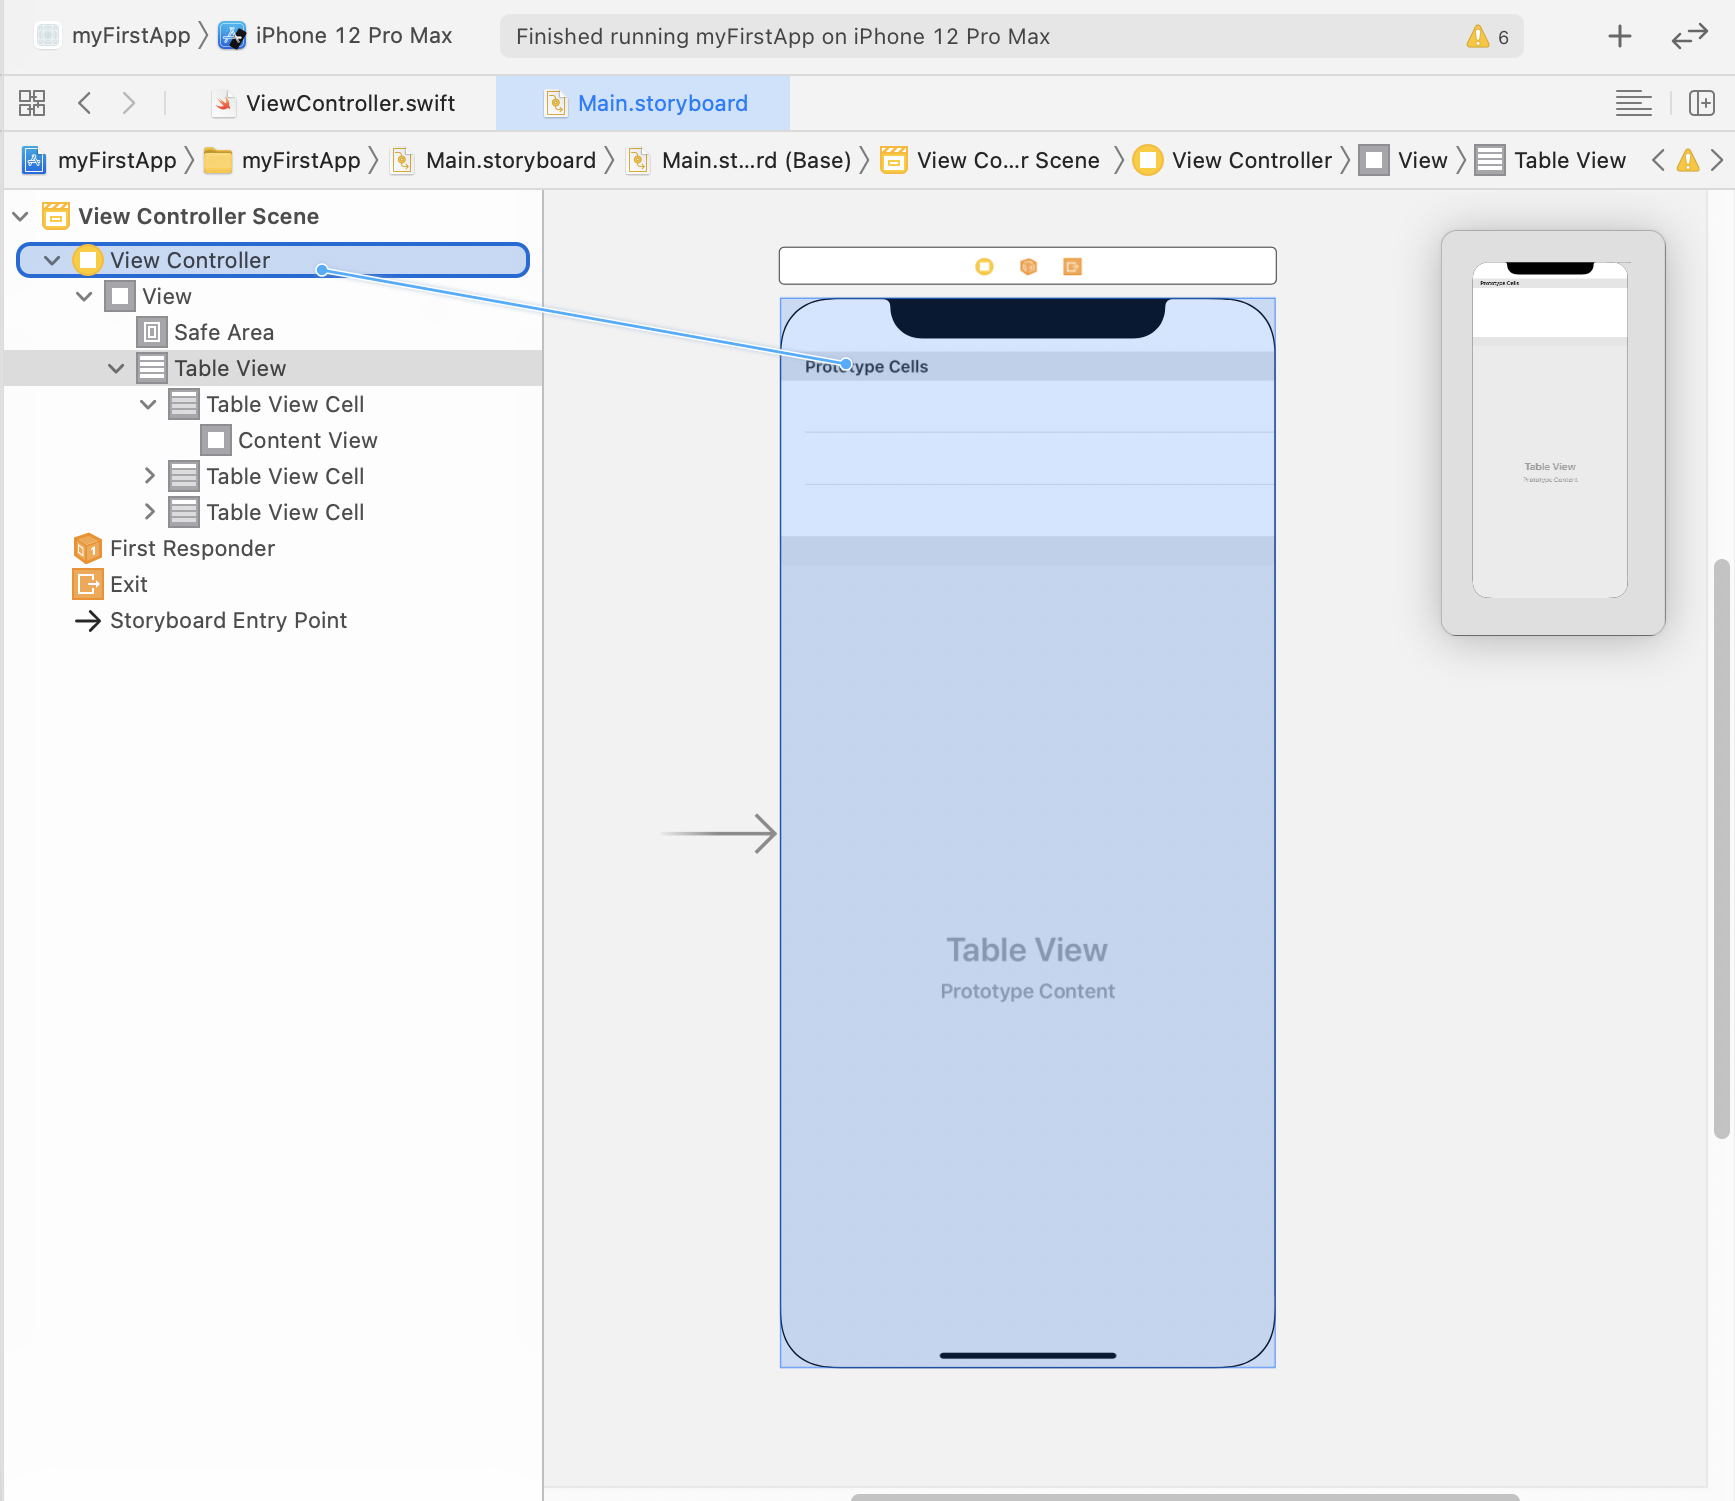 myFirstApp iPhone 12 Pro Max Finished running myFirstApp on iPhone 12 Pro Max 6
ViewController.swift Main.storyboard
myFirstApp myFirstApp Main.storyboard Main.st...rd (Base) View Co...r Scene View Controller View Table View
View Controller Scene
View Controller
View
Safe Area
Table View
Table View Cell
Content View
Table View Cell
Table View Cell
First Responder
Exit
Storyboard Entry Point
Prototype Cells
Table View
Prototype Content
Prototype Cells
Table View
Prototype Content